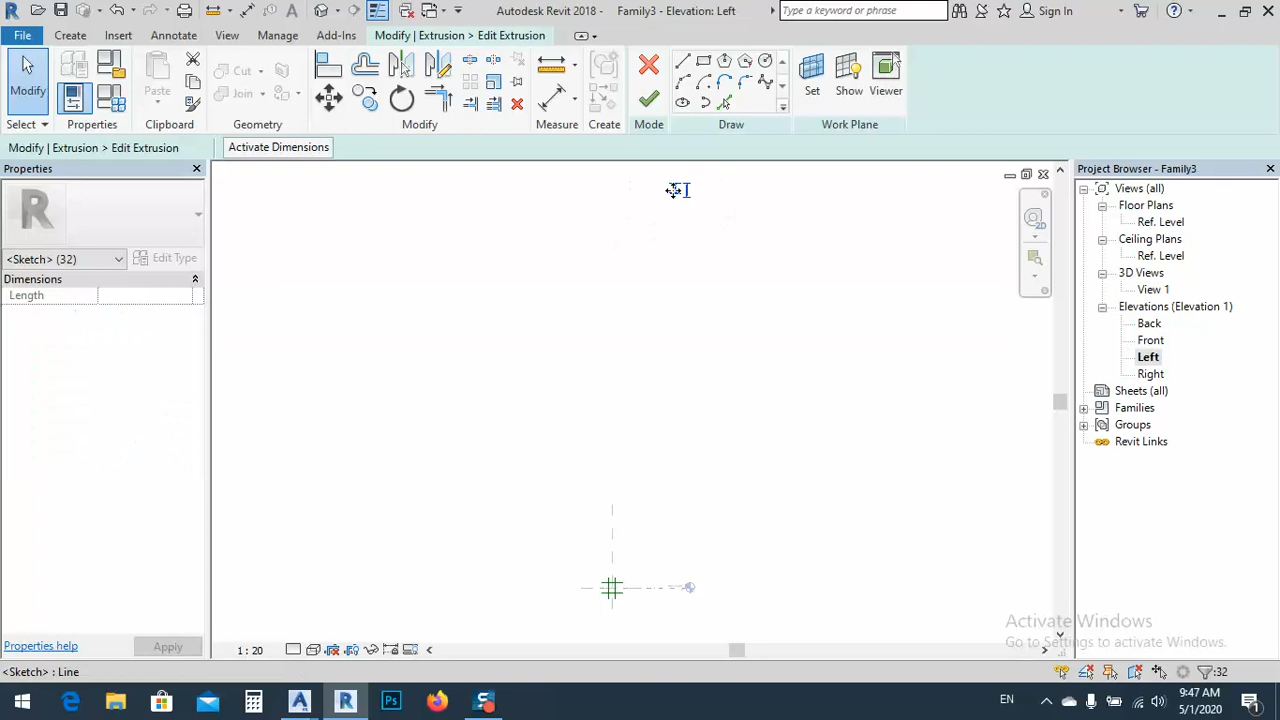 Autodesk Revit 2018 - Family3 - Elevation: Left
Type a keyword or phrase
Sign In
File Create Insert Annotate View Manage Add-Ins Modify | Extrusion > Edit Extrusion
Modify
Paste
Cut
Join
Set Show Viewer
Select Properties Clipboard Geometry Modify Measure Create Mode Draw Work Plane
Modify | Extrusion > Edit Extrusion
Activate Dimensions
Properties
<Sketch> (32)
Edit Type
Dimensions
Length
Properties help
Apply
Project Browser - Family3
Views (all)
Floor Plans
Ref. Level
Ceiling Plans
Ref. Level
3D Views
View 1
Elevations (Elevation 1)
Back
Front
Left
Right
Sheets (all)
Families
Groups
Revit Links
2D
Activate Windows
Go to Settings to activate Windows.
1 : 20
<Sketch> : Line
:32
EN
9:47 AM
5/1/2020